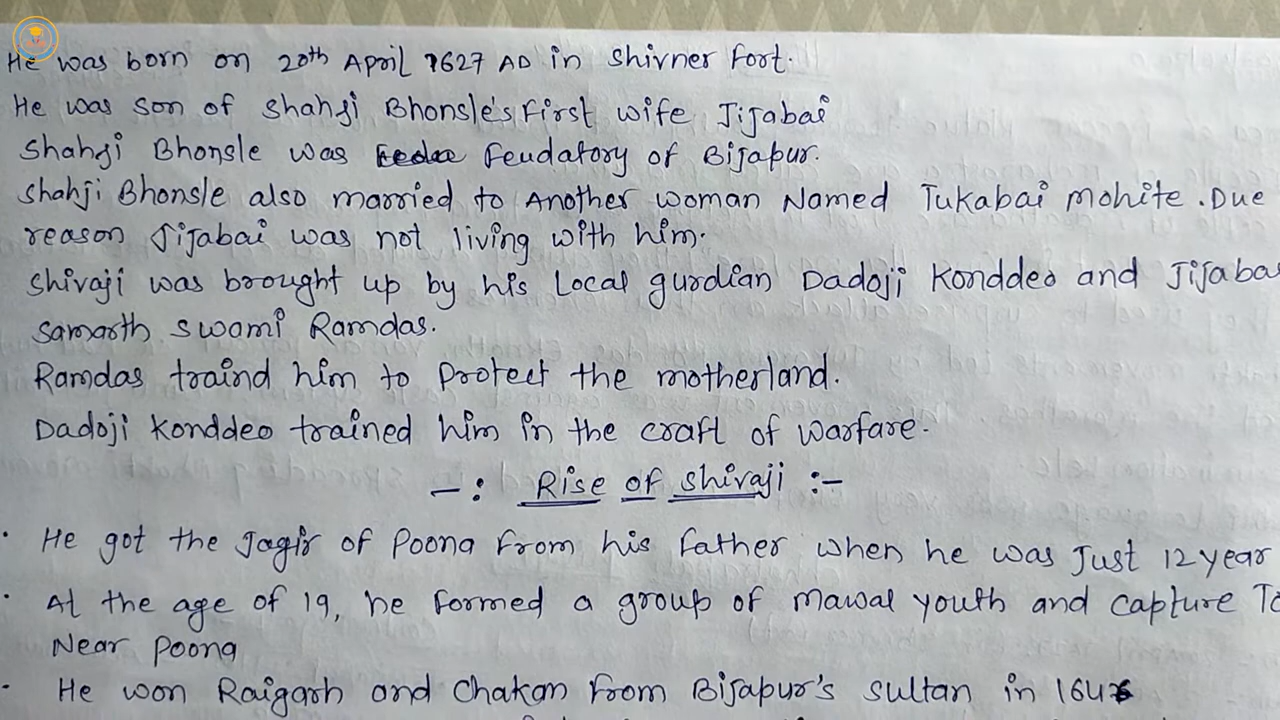 He was born on 20th April 1627 AD in Shivner Fort.
He was son of Shahji Bhonsle's First wife Jijabai
Shahji Bhonsle was Feudatory of Bijapur.
Shahji Bhonsle also married to Another woman Named Tukabai Mohite. Due
reason Jijabai was not living with him.
Shivaji was brought up by his Local gurdian Dadoji Konddeo and Jijaba
Samarth Swami Ramdas.
Ramdas traind him to Protect the motherland.
Dadoji Konddeo trained him in the craft of Warfare.
-: Rise of Shivaji :-
• He got the Jagir of Poona From his Father when he was Just 12 year
• At the age of 19, he Formed a group of Mawal youth and capture To
Near Poona
• He won Raigarh and Chakan From Bijapur's Sultan in